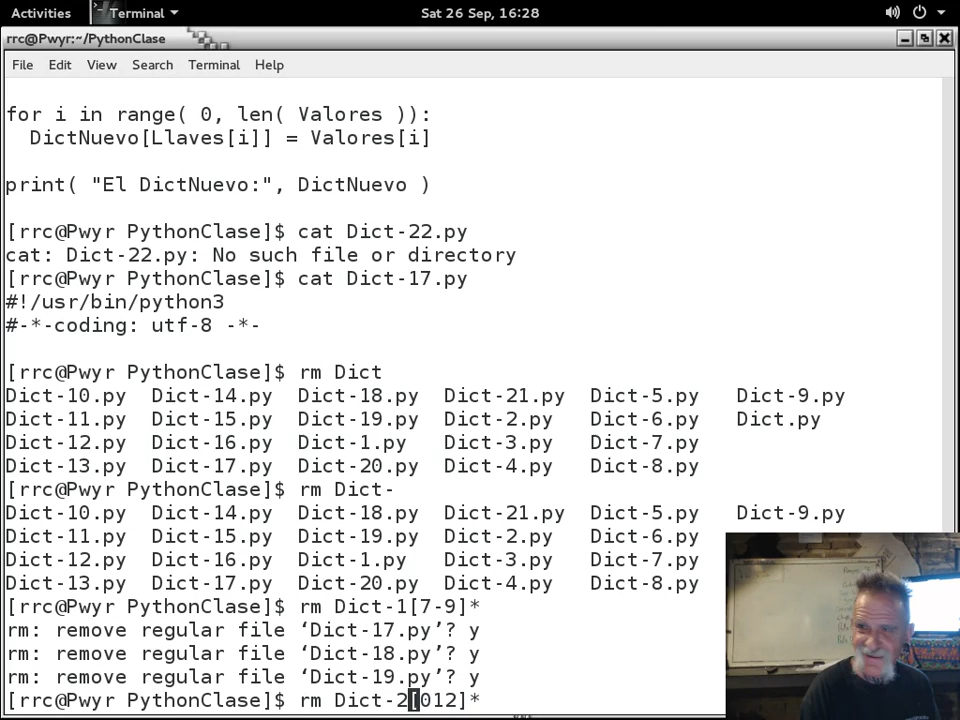 Activities Terminal Sat 26 Sep, 16:28
rrc@Pwyr:~/PythonClase
File Edit View Search Terminal Help
for i in range( 0, len( Valores )):
  DictNuevo[Llaves[i]] = Valores[i]
print( "El DictNuevo:", DictNuevo )
[rrc@Pwyr PythonClase]$ cat Dict-22.py
cat: Dict-22.py: No such file or directory
[rrc@Pwyr PythonClase]$ cat Dict-17.py
#!/usr/bin/python3
#-*-coding: utf-8 -*-
[rrc@Pwyr PythonClase]$ rm Dict
Dict-10.py Dict-14.py Dict-18.py Dict-21.py Dict-5.py Dict-9.py
Dict-11.py Dict-15.py Dict-19.py Dict-2.py Dict-6.py Dict.py
Dict-12.py Dict-16.py Dict-1.py Dict-3.py Dict-7.py
Dict-13.py Dict-17.py Dict-20.py Dict-4.py Dict-8.py
[rrc@Pwyr PythonClase]$ rm Dict-
Dict-10.py Dict-14.py Dict-18.py Dict-21.py Dict-5.py Dict-9.py
Dict-11.py Dict-15.py Dict-19.py Dict-2.py Dict-6.py
Dict-12.py Dict-16.py Dict-1.py Dict-3.py Dict-7.py
Dict-13.py Dict-17.py Dict-20.py Dict-4.py Dict-8.py
[rrc@Pwyr PythonClase]$ rm Dict-1[7-9]*
rm: remove regular file ‘Dict-17.py’? y
rm: remove regular file ‘Dict-18.py’? y
rm: remove regular file ‘Dict-19.py’? y
[rrc@Pwyr PythonClase]$ rm Dict-2[012]*